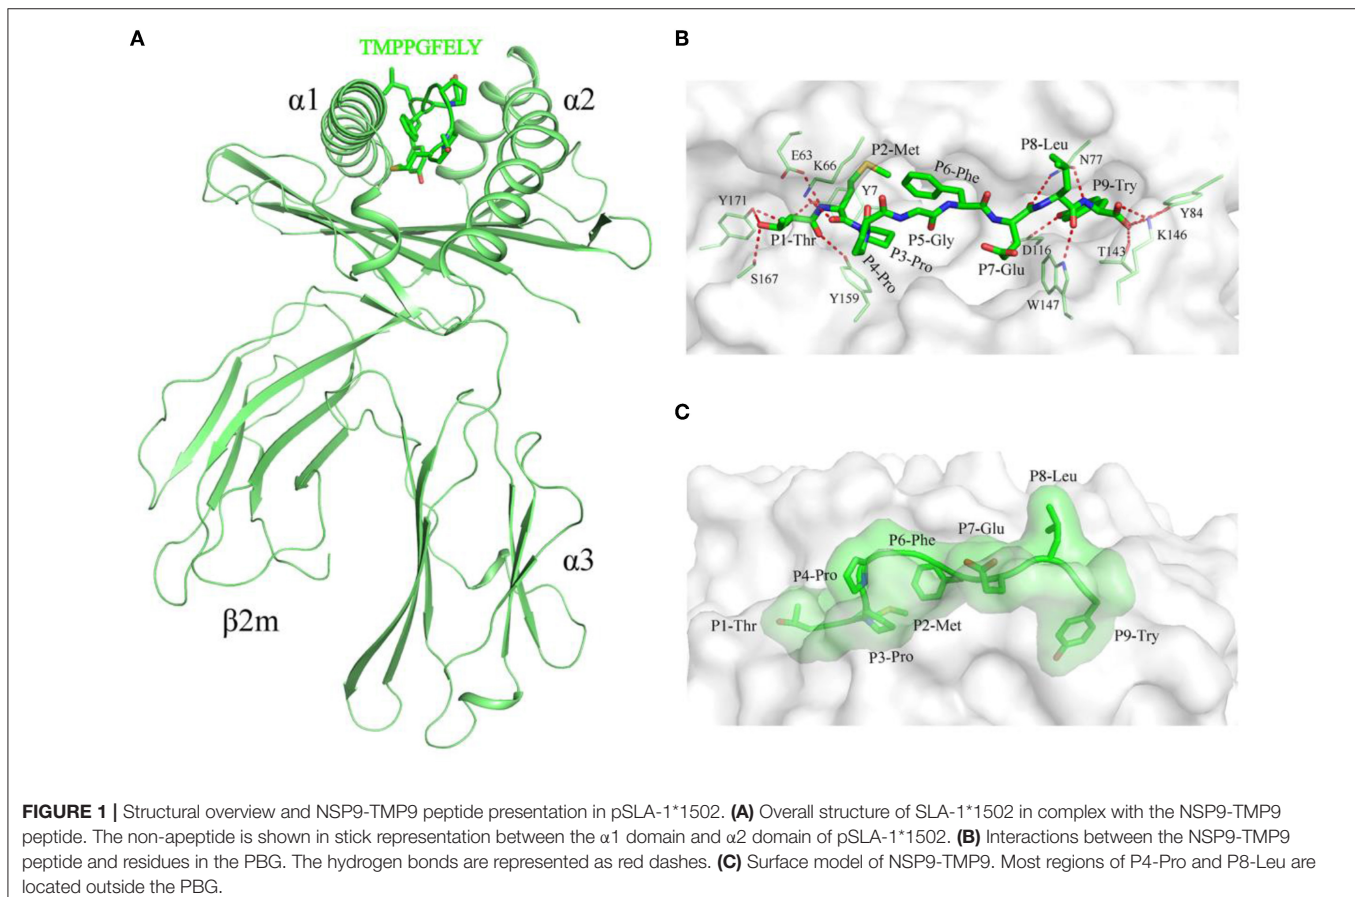 A
TMPPGFELY
α1
α2
β2m
α3
B
E63
K66
P2-Met
P8-Leu
N77
P6-Phe
P9-Try
Y171
Y7
Y84
P1-Thr
P5-Gly
D116
K146
P3-Pro
T143
P4-Pro
P7-Glu
S167
Y159
W147
C
P8-Leu
P7-Glu
P6-Phe
P4-Pro
P1-Thr
P2-Met
P9-Try
P3-Pro
FIGURE 1 | Structural overview and NSP9-TMP9 peptide presentation in pSLA-1*1502. (A) Overall structure of SLA-1*1502 in complex with the NSP9-TMP9
peptide. The non-apeptide is shown in stick representation between the α1 domain and α2 domain of pSLA-1*1502. (B) Interactions between the NSP9-TMP9
peptide and residues in the PBG. The hydrogen bonds are represented as red dashes. (C) Surface model of NSP9-TMP9. Most regions of P4-Pro and P8-Leu are
located outside the PBG.